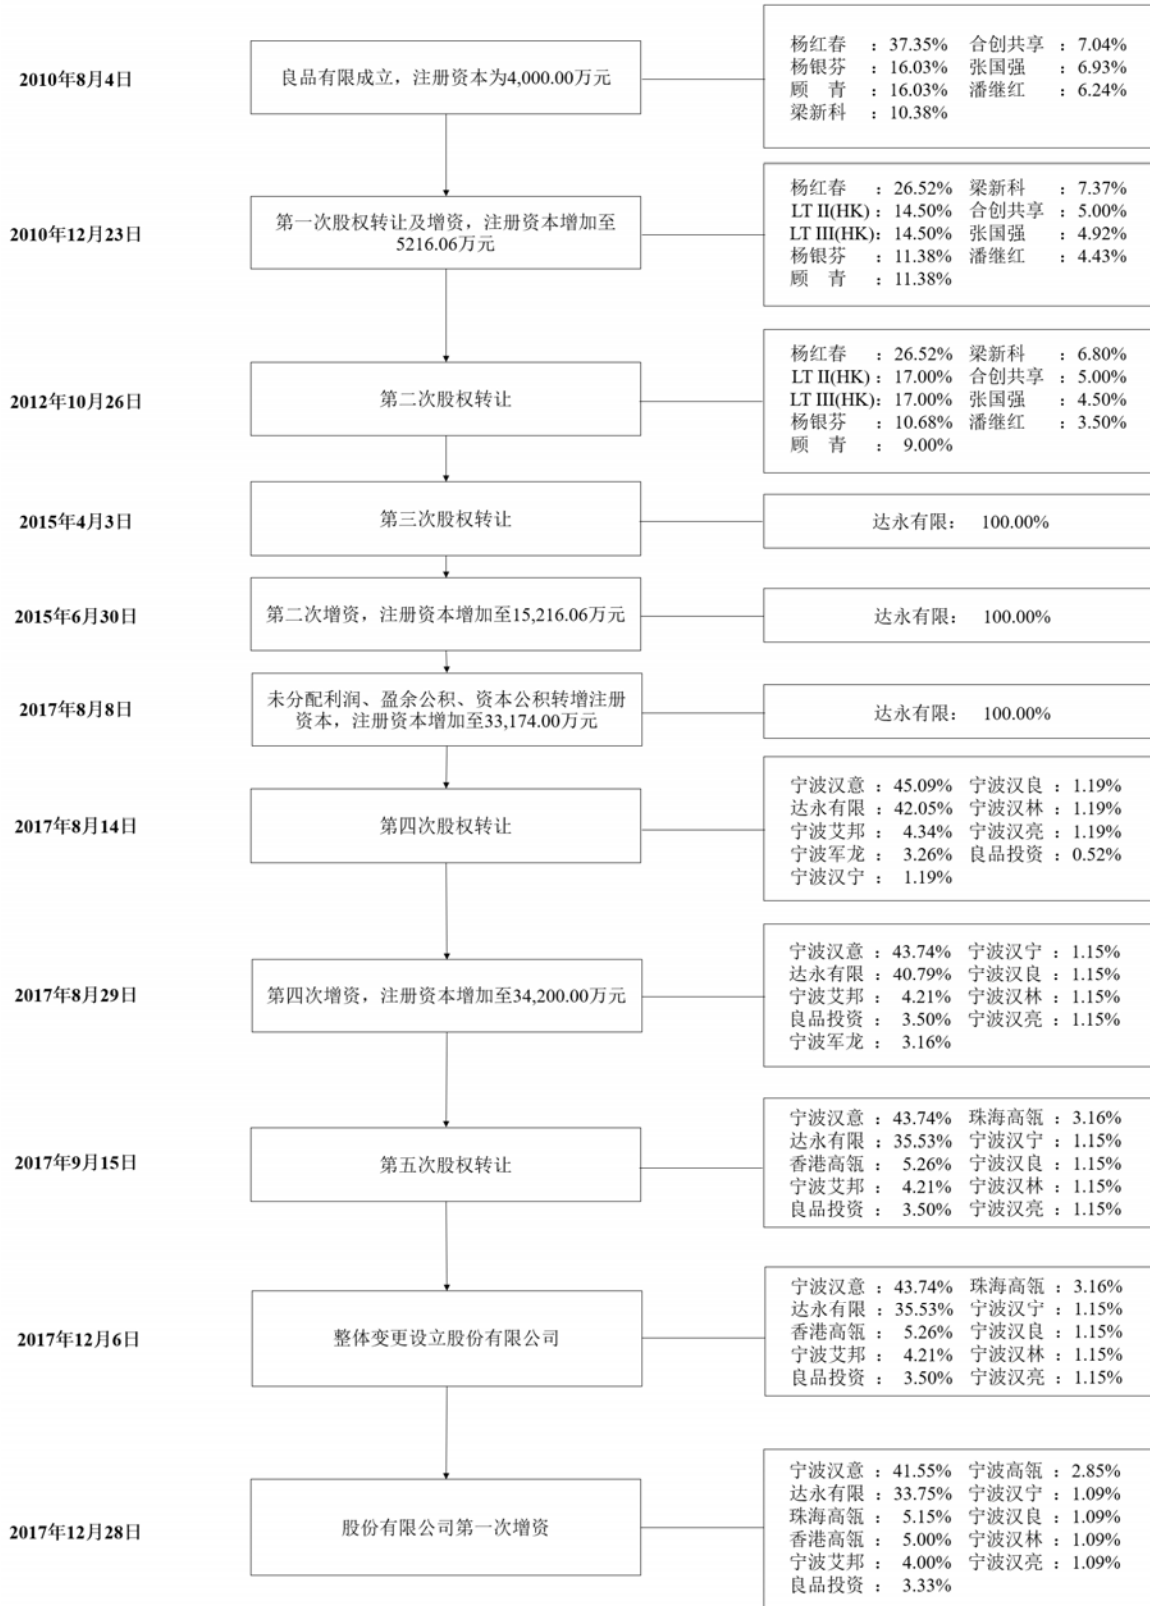 2010年8月4日
良品有限成立，注册资本为4,000.00万元
杨红春 ：37.35% 合创共享 ：7.04%
杨银芬 ：16.03% 张国强 ：6.93%
顾 青 ：16.03% 潘继红 ：6.24%
梁新科 ：10.38%
2010年12月23日
第一次股权转让及增资，注册资本增加至
5216.06万元
杨红春 ：26.52% 梁新科 ：7.37%
LT II(HK)：14.50% 合创共享 ：5.00%
LT III(HK)：14.50% 张国强 ：4.92%
杨银芬 ：11.38% 潘继红 ：4.43%
顾 青 ：11.38%
2012年10月26日
第二次股权转让
杨红春 ：26.52% 梁新科 ：6.80%
LT II(HK)：17.00% 合创共享 ：5.00%
LT III(HK)：17.00% 张国强 ：4.50%
杨银芬 ：10.68% 潘继红 ：3.50%
顾 青 ：9.00%
2015年4月3日
第三次股权转让
达永有限： 100.00%
2015年6月30日
第二次增资，注册资本增加至15,216.06万元
达永有限： 100.00%
2017年8月8日
未分配利润、盈余公积、资本公积转增注册
资本，注册资本增加至33,174.00万元
达永有限： 100.00%
2017年8月14日
第四次股权转让
宁波汉意 ：45.09% 宁波汉良 ：1.19%
达永有限 ：42.05% 宁波汉林 ：1.19%
宁波艾邦 ：4.34% 宁波汉亮 ：1.19%
宁波军龙 ：3.26% 良品投资 ：0.52%
宁波汉宁 ：1.19%
2017年8月29日
第四次增资，注册资本增加至34,200.00万元
宁波汉意 ：43.74% 宁波汉宁 ：1.15%
达永有限 ：40.79% 宁波汉良 ：1.15%
宁波艾邦 ：4.21% 宁波汉林 ：1.15%
良品投资 ：3.50% 宁波汉亮 ：1.15%
宁波军龙 ：3.16%
2017年9月15日
第五次股权转让
宁波汉意 ：43.74% 珠海高瓴 ：3.16%
达永有限 ：35.53% 宁波汉宁 ：1.15%
香港高瓴 ：5.26% 宁波汉良 ：1.15%
宁波艾邦 ：4.21% 宁波汉林 ：1.15%
良品投资 ：3.50% 宁波汉亮 ：1.15%
2017年12月6日
整体变更设立股份有限公司
宁波汉意 ：43.74% 珠海高瓴 ：3.16%
达永有限 ：35.53% 宁波汉宁 ：1.15%
香港高瓴 ：5.26% 宁波汉良 ：1.15%
宁波艾邦 ：4.21% 宁波汉林 ：1.15%
良品投资 ：3.50% 宁波汉亮 ：1.15%
2017年12月28日
股份有限公司第一次增资
宁波汉意 ：41.55% 宁波高瓴 ：2.85%
达永有限 ：33.75% 宁波汉宁 ：1.09%
珠海高瓴 ：5.15% 宁波汉良 ：1.09%
香港高瓴 ：5.00% 宁波汉林 ：1.09%
宁波艾邦 ：4.00% 宁波汉亮 ：1.09%
良品投资 ：3.33%